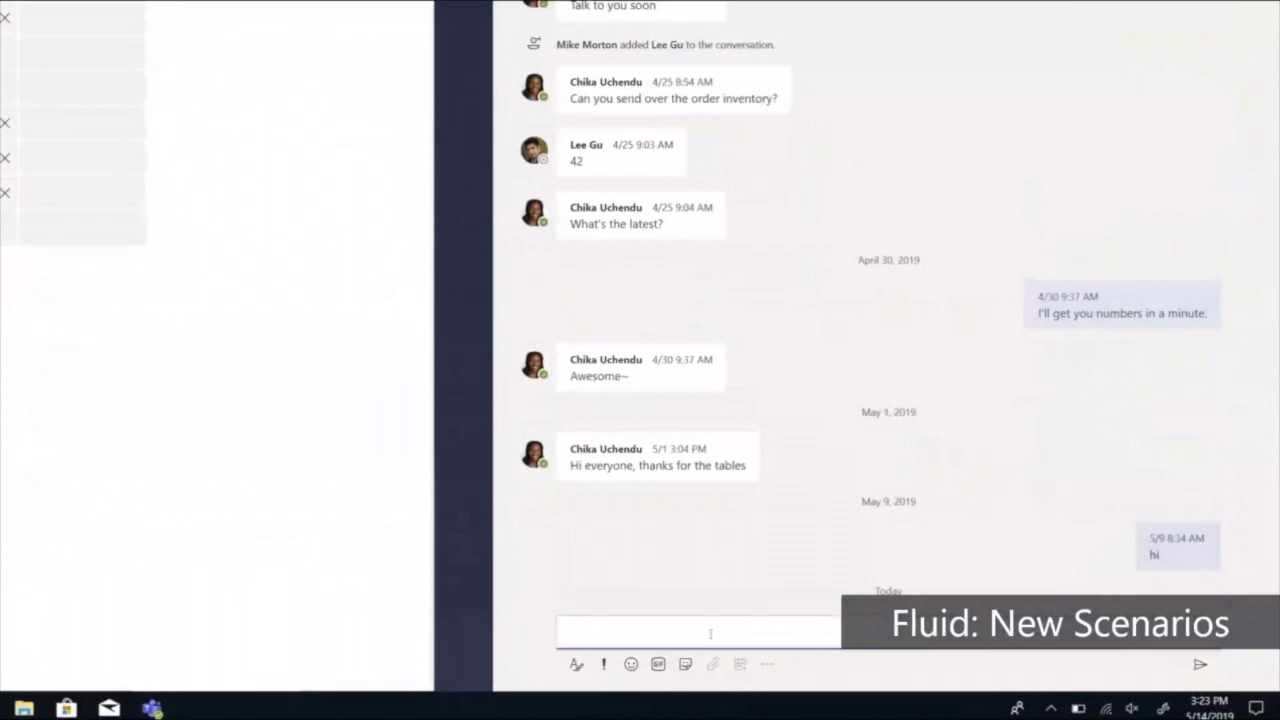 Talk to you soon
Mike Morton added Lee Gu to the conversation.
Chika Uchendu 4/25 8:54 AM
Can you send over the order inventory?
Lee Gu 4/25 9:03 AM
42
Chika Uchendu 4/25 9:04 AM
What's the latest?
April 30, 2019
4/30 9:37 AM
I'll get you numbers in a minute.
Chika Uchendu 4/30 9:37 AM
Awesome~
May 1, 2019
Chika Uchendu 5/1 3:04 PM
Hi everyone, thanks for the tables
May 9, 2019
5/9 8:34 AM
hi
Today
Fluid: New Scenarios
GIF
3:23 PM
5/14/2019